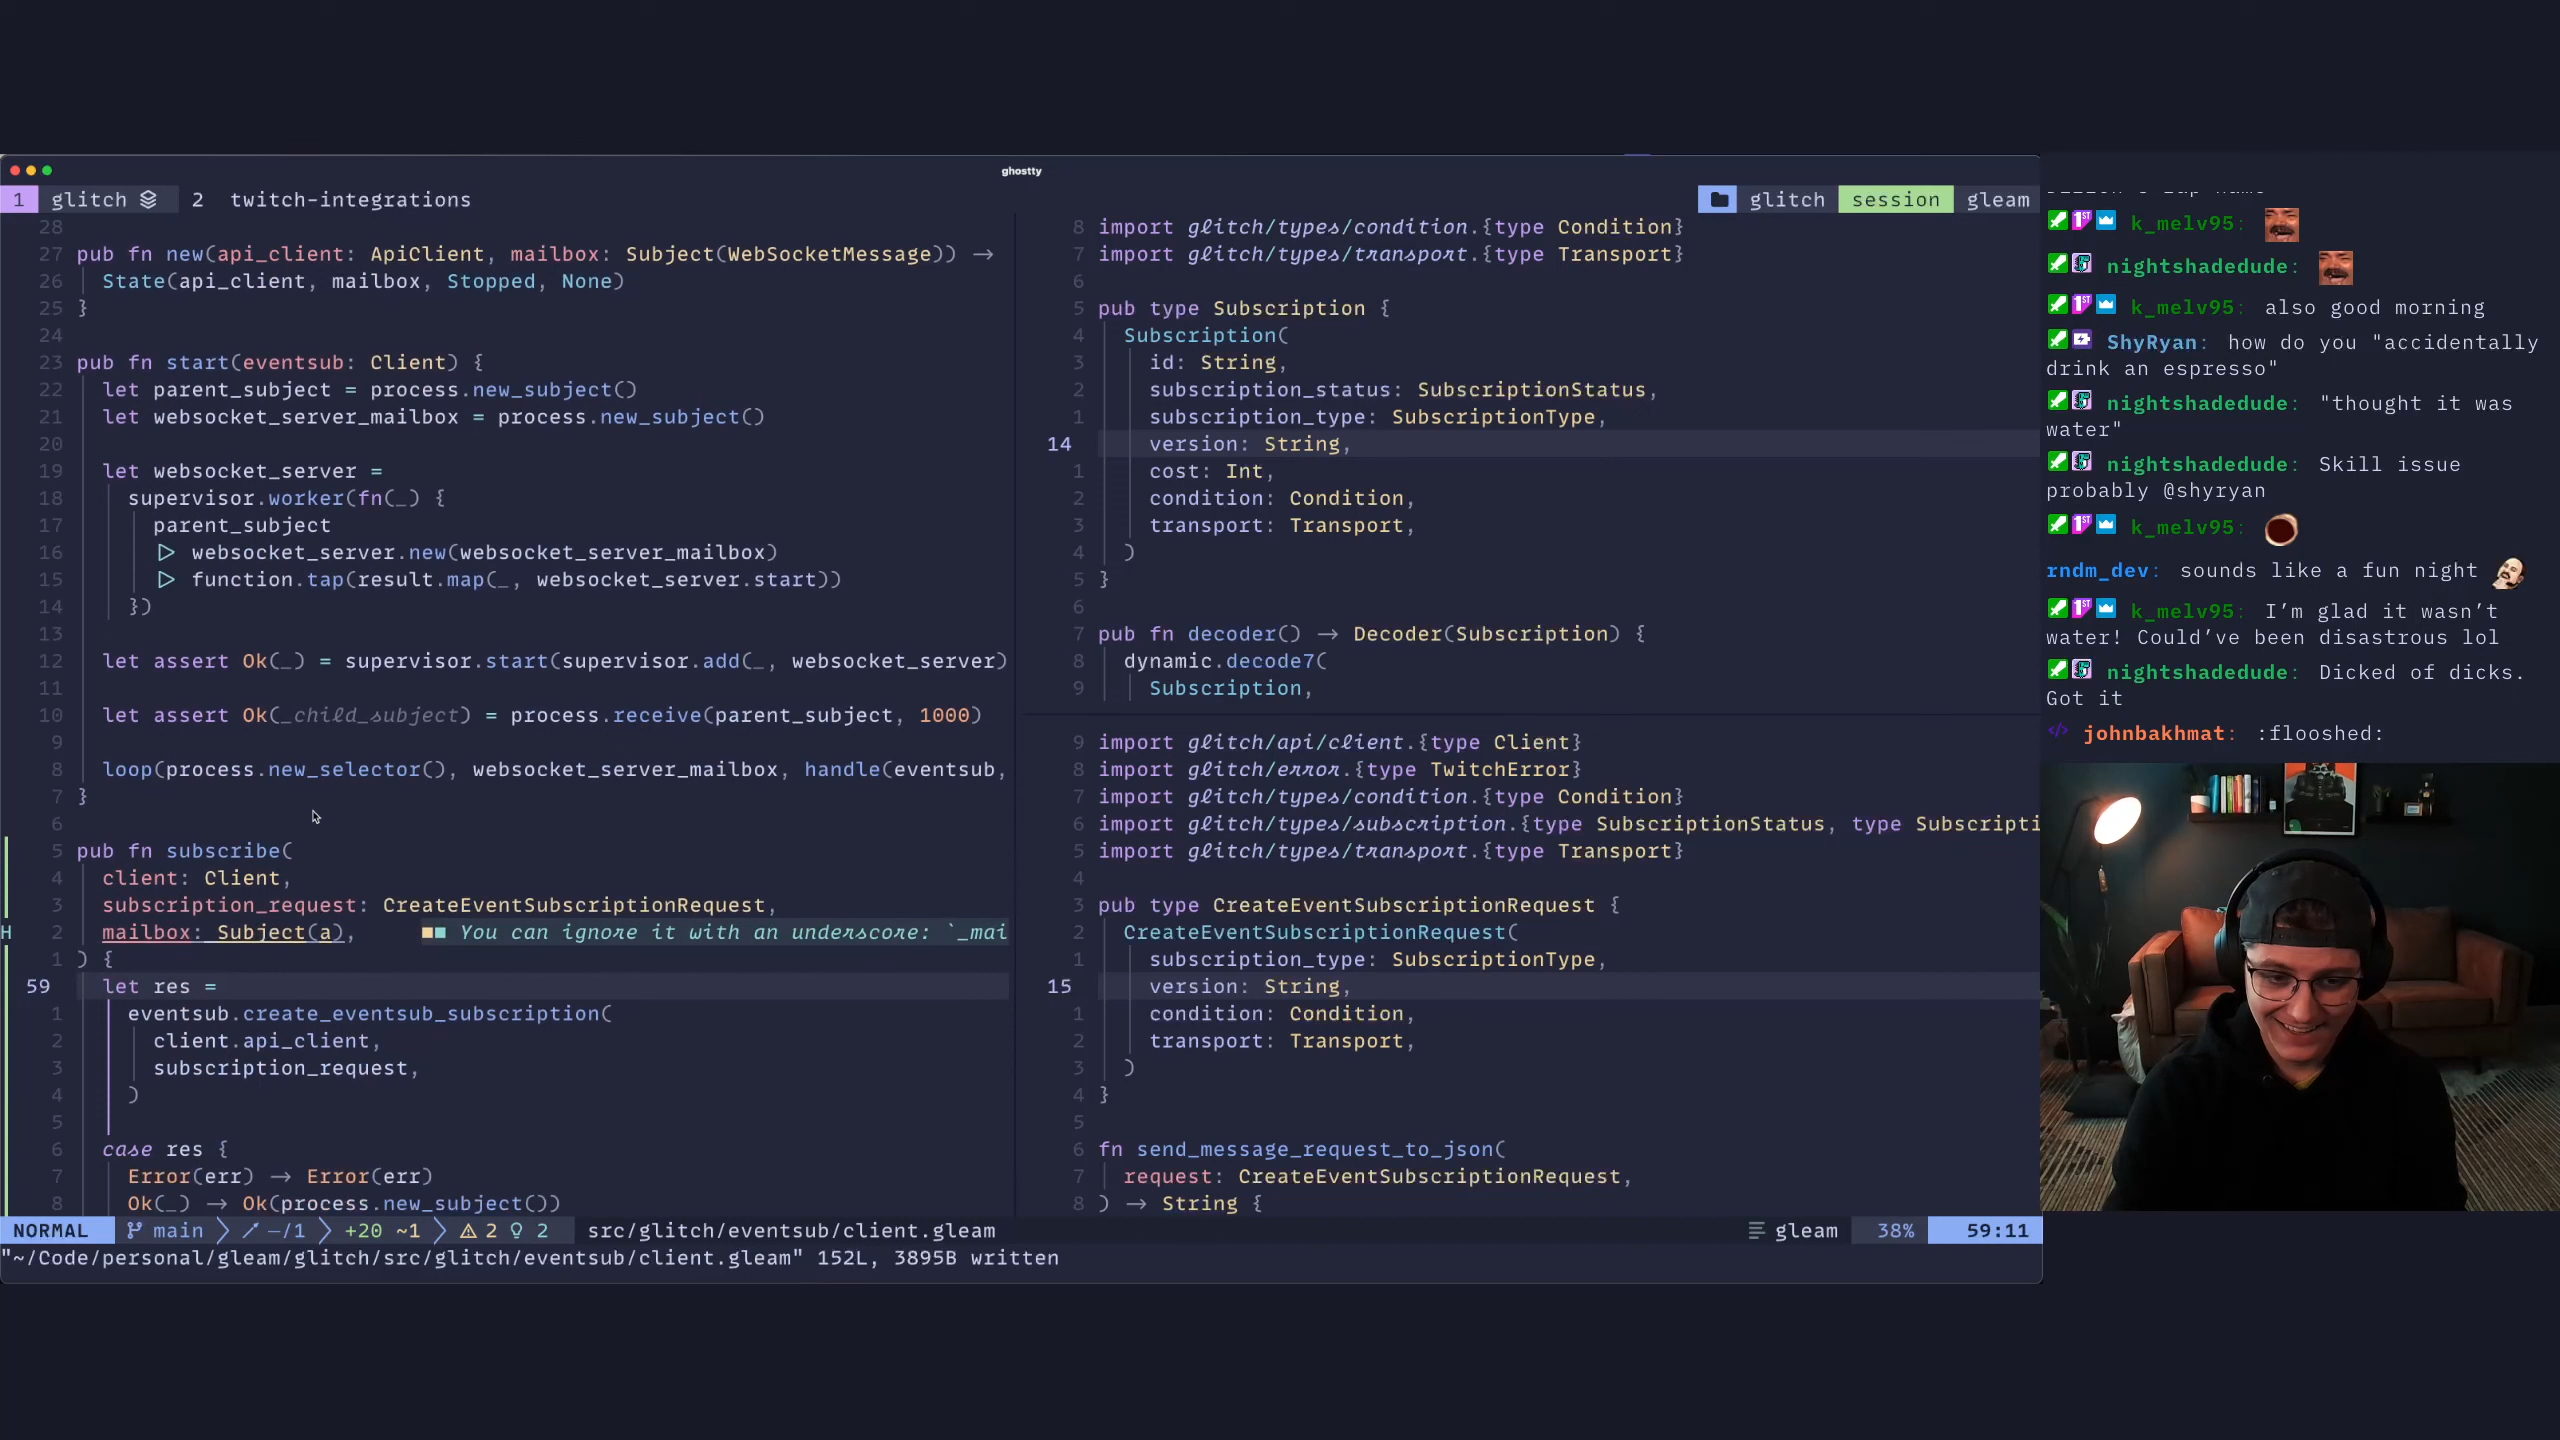 ghostty
1 glitch 2 twitch-integrations
glitch session gleam
28
27 pub fn new(api_client: ApiClient, mailbox: Subject(WebSocketMessage)) →
26 State(api_client, mailbox, Stopped, None)
25 }
24
23 pub fn start(eventsub: Client) {
22 let parent_subject = process.new_subject()
21 let websocket_server_mailbox = process.new_subject()
20
19 let websocket_server =
18 supervisor.worker(fn(_) {
17 parent_subject
16 ▷ websocket_server.new(websocket_server_mailbox)
15 ▷ function.tap(result.map(_, websocket_server.start))
14 })
13
12 let assert Ok(_) = supervisor.start(supervisor.add(_, websocket_server)
11
10 let assert Ok(_child_subject) = process.receive(parent_subject, 1000)
9
8 loop(process.new_selector(), websocket_server_mailbox, handle(eventsub,
7 }
6
5 pub fn subscribe(
4 client: Client,
3 subscription_request: CreateEventSubscriptionRequest,
H 2 mailbox: Subject(a), ■■ You can ignore it with an underscore: `_mai
1 ) {
59 let res =
1 eventsub.create_eventsub_subscription(
2 client.api_client,
3 subscription_request,
4 )
5
6 case res {
7 Error(err) → Error(err)
8 Ok(_) → Ok(process.new_subject())
8 import glitch/types/condition.{type Condition}
7 import glitch/types/transport.{type Transport}
6
5 pub type Subscription {
4 Subscription(
3 id: String,
2 subscription_status: SubscriptionStatus,
1 subscription_type: SubscriptionType,
14 version: String,
1 cost: Int,
2 condition: Condition,
3 transport: Transport,
4 )
5 }
6
7 pub fn decoder() → Decoder(Subscription) {
8 dynamic.decode7(
9 Subscription,
9 import glitch/api/client.{type Client}
8 import glitch/error.{type TwitchError}
7 import glitch/types/condition.{type Condition}
6 import glitch/types/subscription.{type SubscriptionStatus, type Subscripti
5 import glitch/types/transport.{type Transport}
4
3 pub type CreateEventSubscriptionRequest {
2 CreateEventSubscriptionRequest(
1 subscription_type: SubscriptionType,
15 version: String,
1 condition: Condition,
2 transport: Transport,
3 )
4 }
5
6 fn send_message_request_to_json(
7 request: CreateEventSubscriptionRequest,
8 ) → String {
NORMAL main –/1 +20 ~1 2 2 src/glitch/eventsub/client.gleam gleam 38% 59:11
"~/Code/personal/gleam/glitch/src/glitch/eventsub/client.gleam" 152L, 3895B written
k_melv95:
nightshadedude:
k_melv95: also good morning
ShyRyan: how do you "accidentally
drink an espresso"
nightshadedude: "thought it was
water"
nightshadedude: Skill issue
probably @shyryan
k_melv95:
rndm_dev: sounds like a fun night
k_melv95: I’m glad it wasn’t
water! Could’ve been disastrous lol
nightshadedude: Dicked of dicks.
Got it
johnbakhmat: :flooshed: